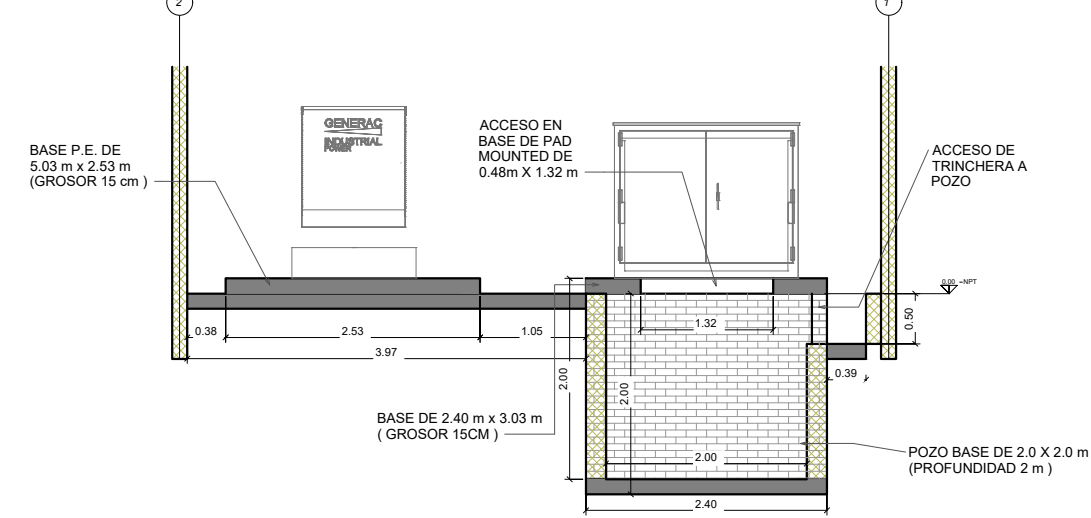 2
1
GENERAC
INDUSTRIAL
POWER
ACCESO EN
BASE DE PAD
MOUNTED DE
0.48m X 1.32 m
BASE P.E. DE
5.03 m x 2.53 m
(GROSOR 15 cm )
ACCESO DE
TRINCHERA A
POZO
0.00 =NPT
0.38
2.53
1.05
1.32
0.50
3.97
0.39
2.00
2.00
BASE DE 2.40 m x 3.03 m
( GROSOR 15CM )
2.00
POZO BASE DE 2.0 X 2.0 m
(PROFUNDIDAD 2 m )
2.40